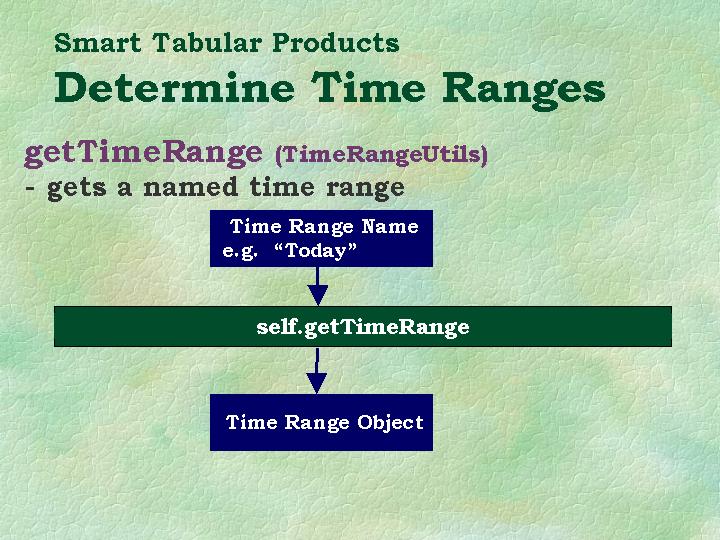 Smart Tabular Products
Determine Time Ranges
getTimeRange (TimeRangeUtils)
- gets a named time range
Time Range Name
e.g. “Today”
self.getTimeRange
Time Range Object